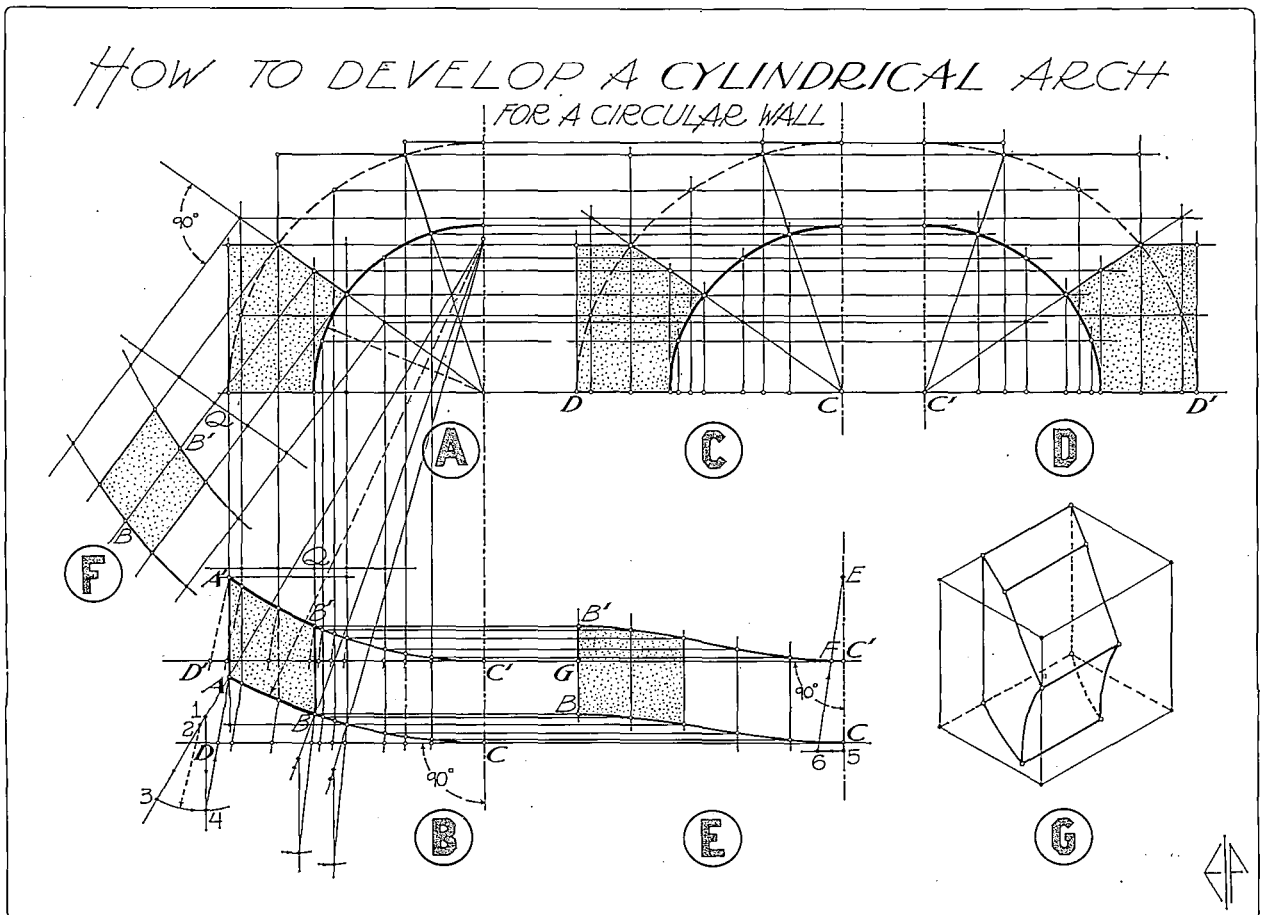 HOW TO DEVELOP A CYLINDRICAL ARCH
FOR A CIRCULAR WALL
90°
D C C' D'
Q
B'
A C D
B
F
Q
A' B' B' E
D' C' G F C'
A 90°
1 B B
2
D C 6 5 C
90°
3 4
B E G